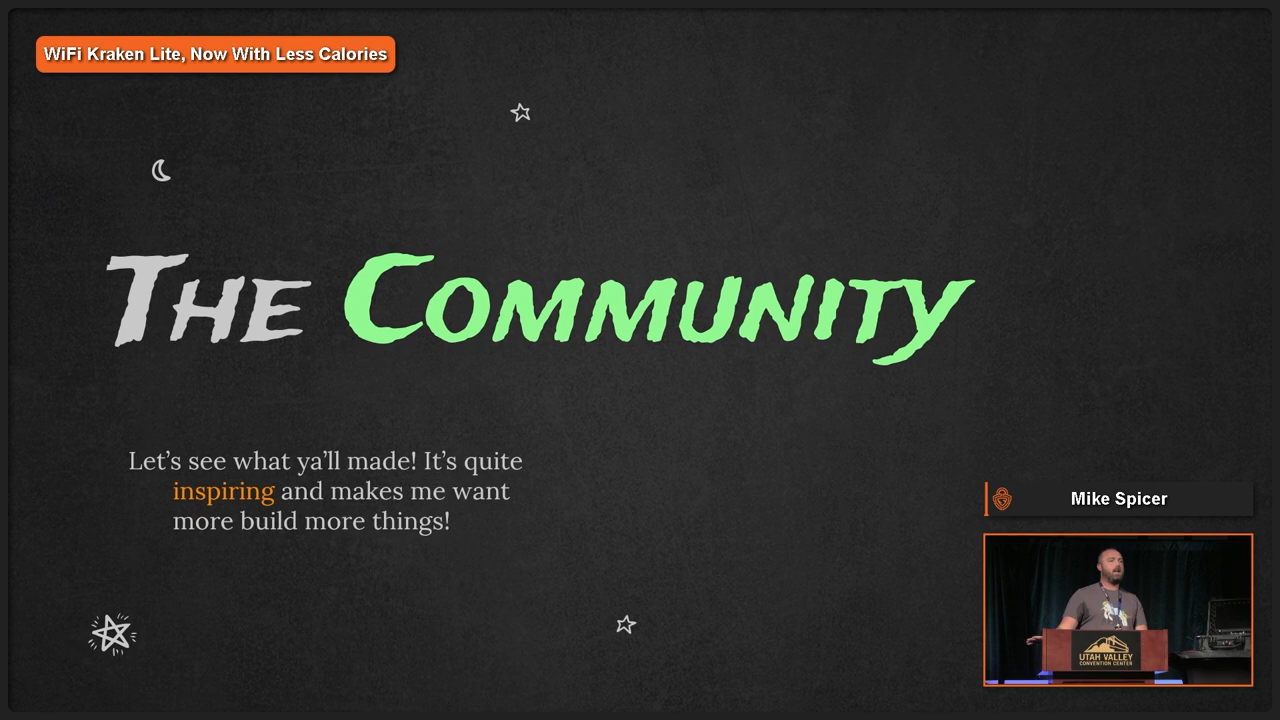 WiFi Kraken Lite, Now With Less Calories
The Community
Let's see what ya'll made! It's quite
inspiring and makes me want
more build more things!
Mike Spicer
UTAH VALLEY
CONVENTION CENTER